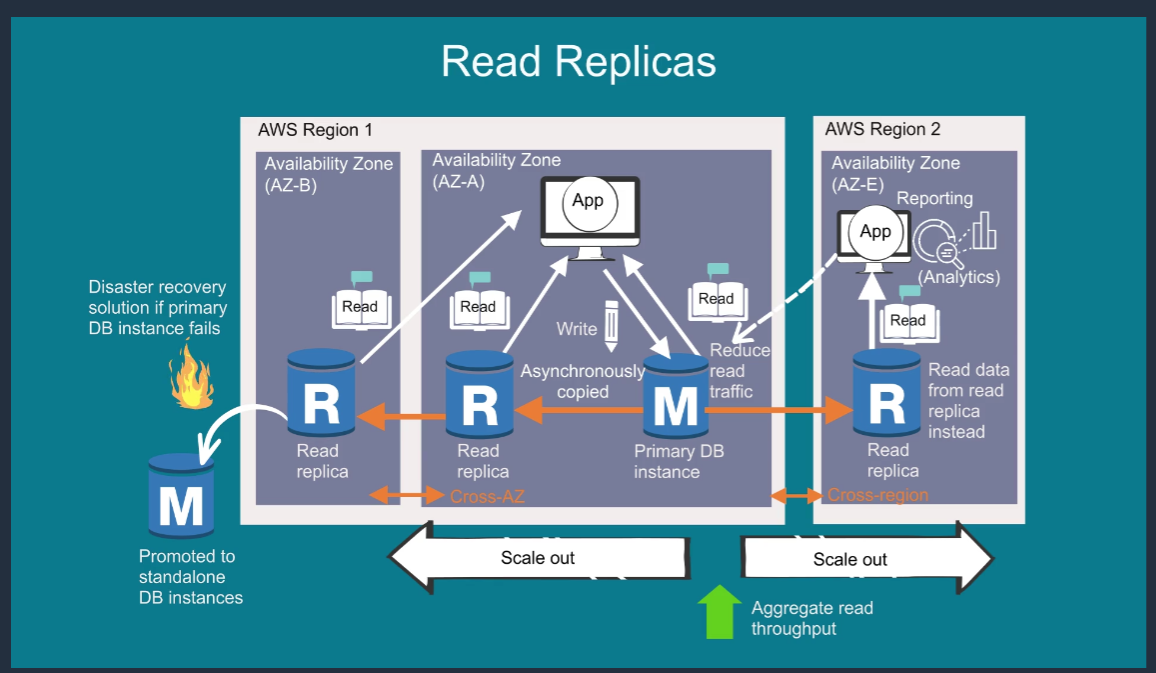 Read Replicas
AWS Region 1
Availability Zone
(AZ-B)
Availability Zone
(AZ-A)
App
Read
Read
Write
Read
Reduce
read
traffic
Asynchronously
copied
R
R
M
Read
replica
Read
replica
Primary DB
instance
Cross-AZ
AWS Region 2
Availability Zone
(AZ-E)
App
Reporting
(Analytics)
Read
R
Read data
from read
replica
instead
Read
replica
Cross-region
Disaster recovery
solution if primary
DB instance fails
M
Promoted to
standalone
DB instances
Scale out
Scale out
Aggregate read
throughput